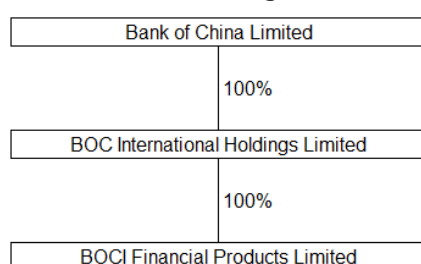 Bank of China Limited
100%
BOC International Holdings Limited
100%
BOCI Financial Products Limited